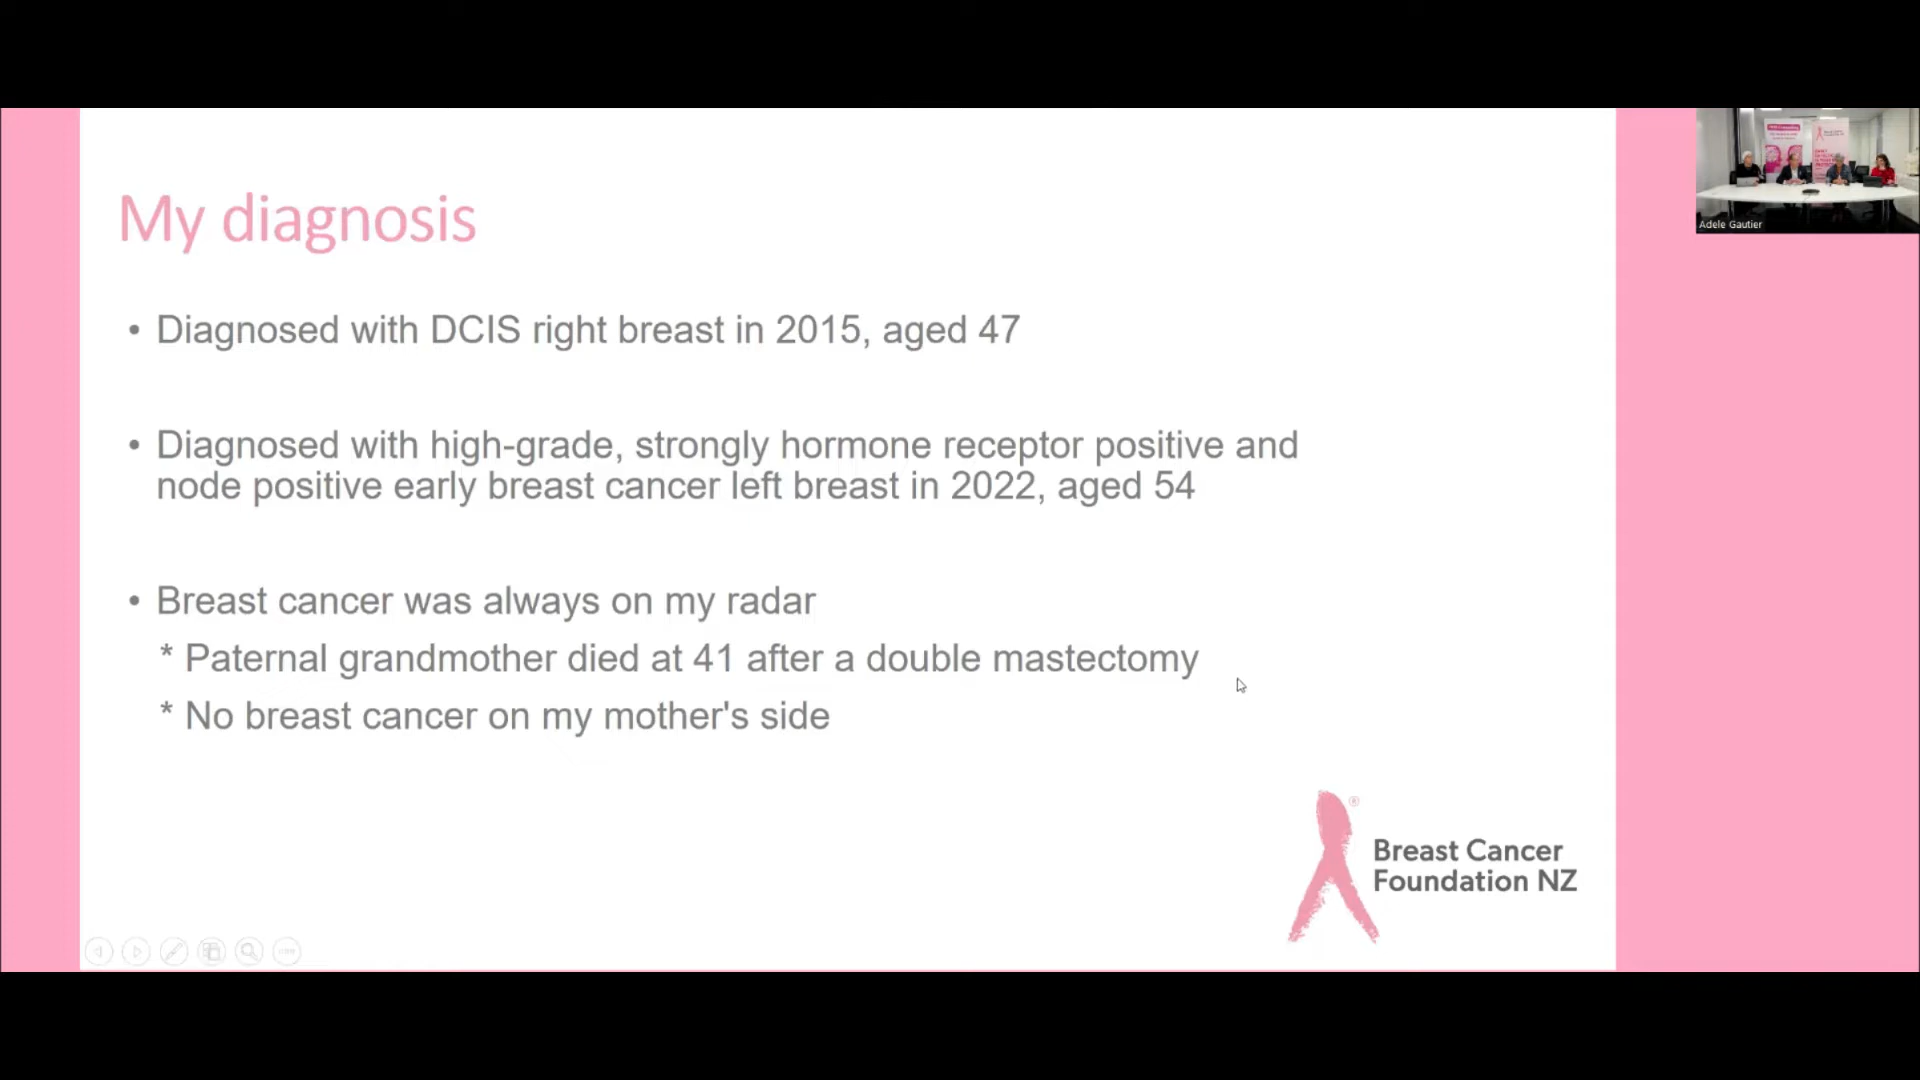 My diagnosis
• Diagnosed with DCIS right breast in 2015, aged 47
• Diagnosed with high-grade, strongly hormone receptor positive and
node positive early breast cancer left breast in 2022, aged 54
• Breast cancer was always on my radar
* Paternal grandmother died at 41 after a double mastectomy
* No breast cancer on my mother's side
®
Breast Cancer
Foundation NZ
Adele Gautier